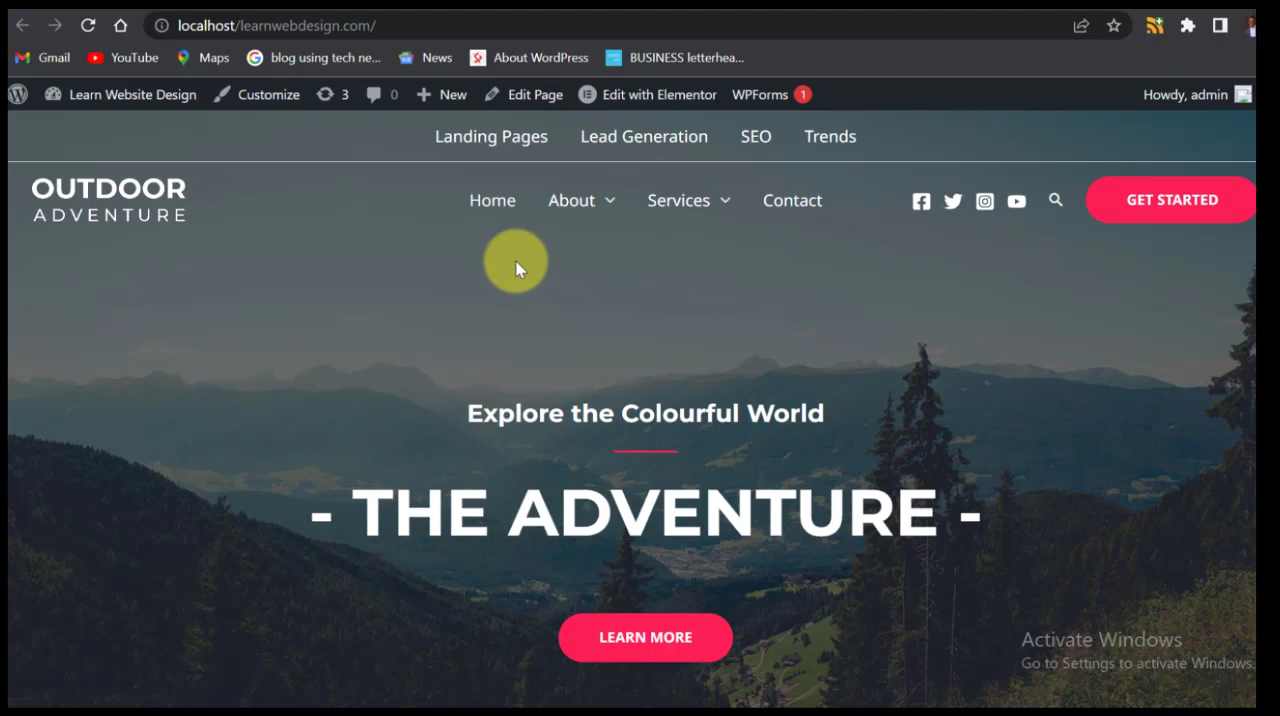 localhost/learnwebdesign.com/
Gmail YouTube Maps blog using tech ne... News About WordPress BUSINESS letterhea...
Learn Website Design Customize 3 0 New Edit Page Edit with Elementor WPForms 1 Howdy, admin
Landing Pages Lead Generation SEO Trends
OUTDOOR
ADVENTURE
Home About Services Contact GET STARTED
Explore the Colourful World
- THE ADVENTURE -
LEARN MORE
Activate Windows
Go to Settings to activate Windows.